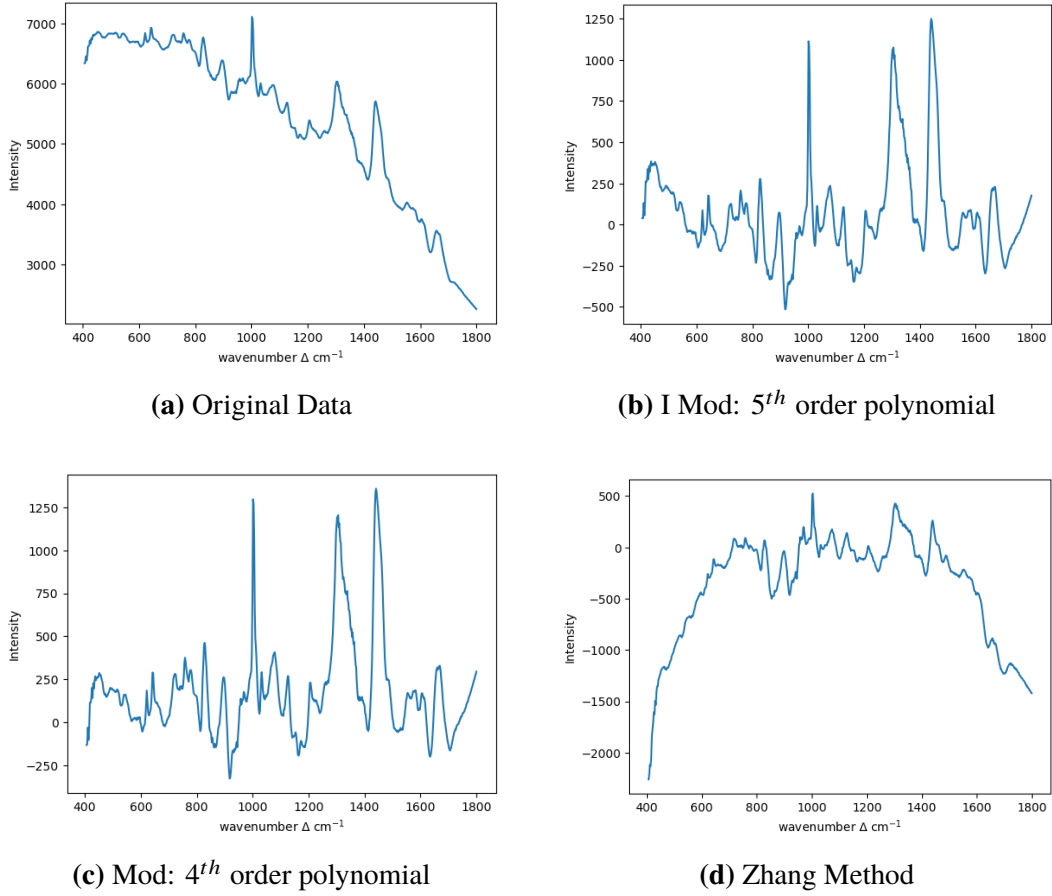 7000
6000
5000
4000
3000
Intensity
400 600 800 1000 1200 1400 1600 1800
wavenumber Δ cm⁻¹
(a) Original Data
1250
1000
750
500
250
0
−250
−500
Intensity
400 600 800 1000 1200 1400 1600 1800
wavenumber Δ cm⁻¹
(b) I Mod: 5ᵗʰ order polynomial
1250
1000
750
500
250
0
−250
Intensity
400 600 800 1000 1200 1400 1600 1800
wavenumber Δ cm⁻¹
(c) Mod: 4ᵗʰ order polynomial
500
0
−500
−1000
−1500
−2000
Intensity
400 600 800 1000 1200 1400 1600 1800
wavenumber Δ cm⁻¹
(d) Zhang Method